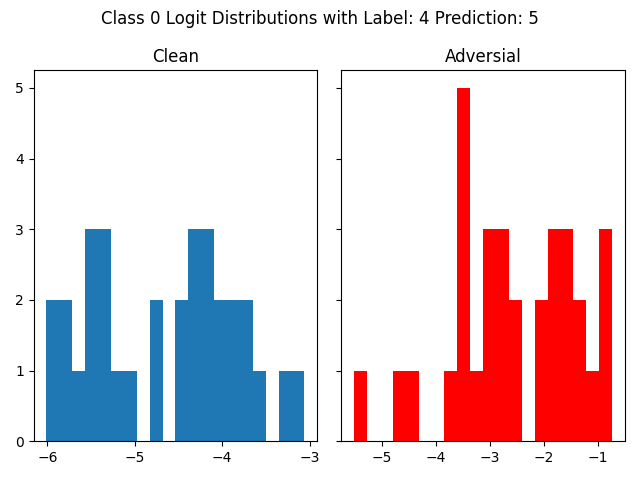 Class 0 Logit Distributions with Label: 4 Prediction: 5
Clean
Adversial
5
4
3
2
1
0
−6 −5 −4 −3
−5 −4 −3 −2 −1